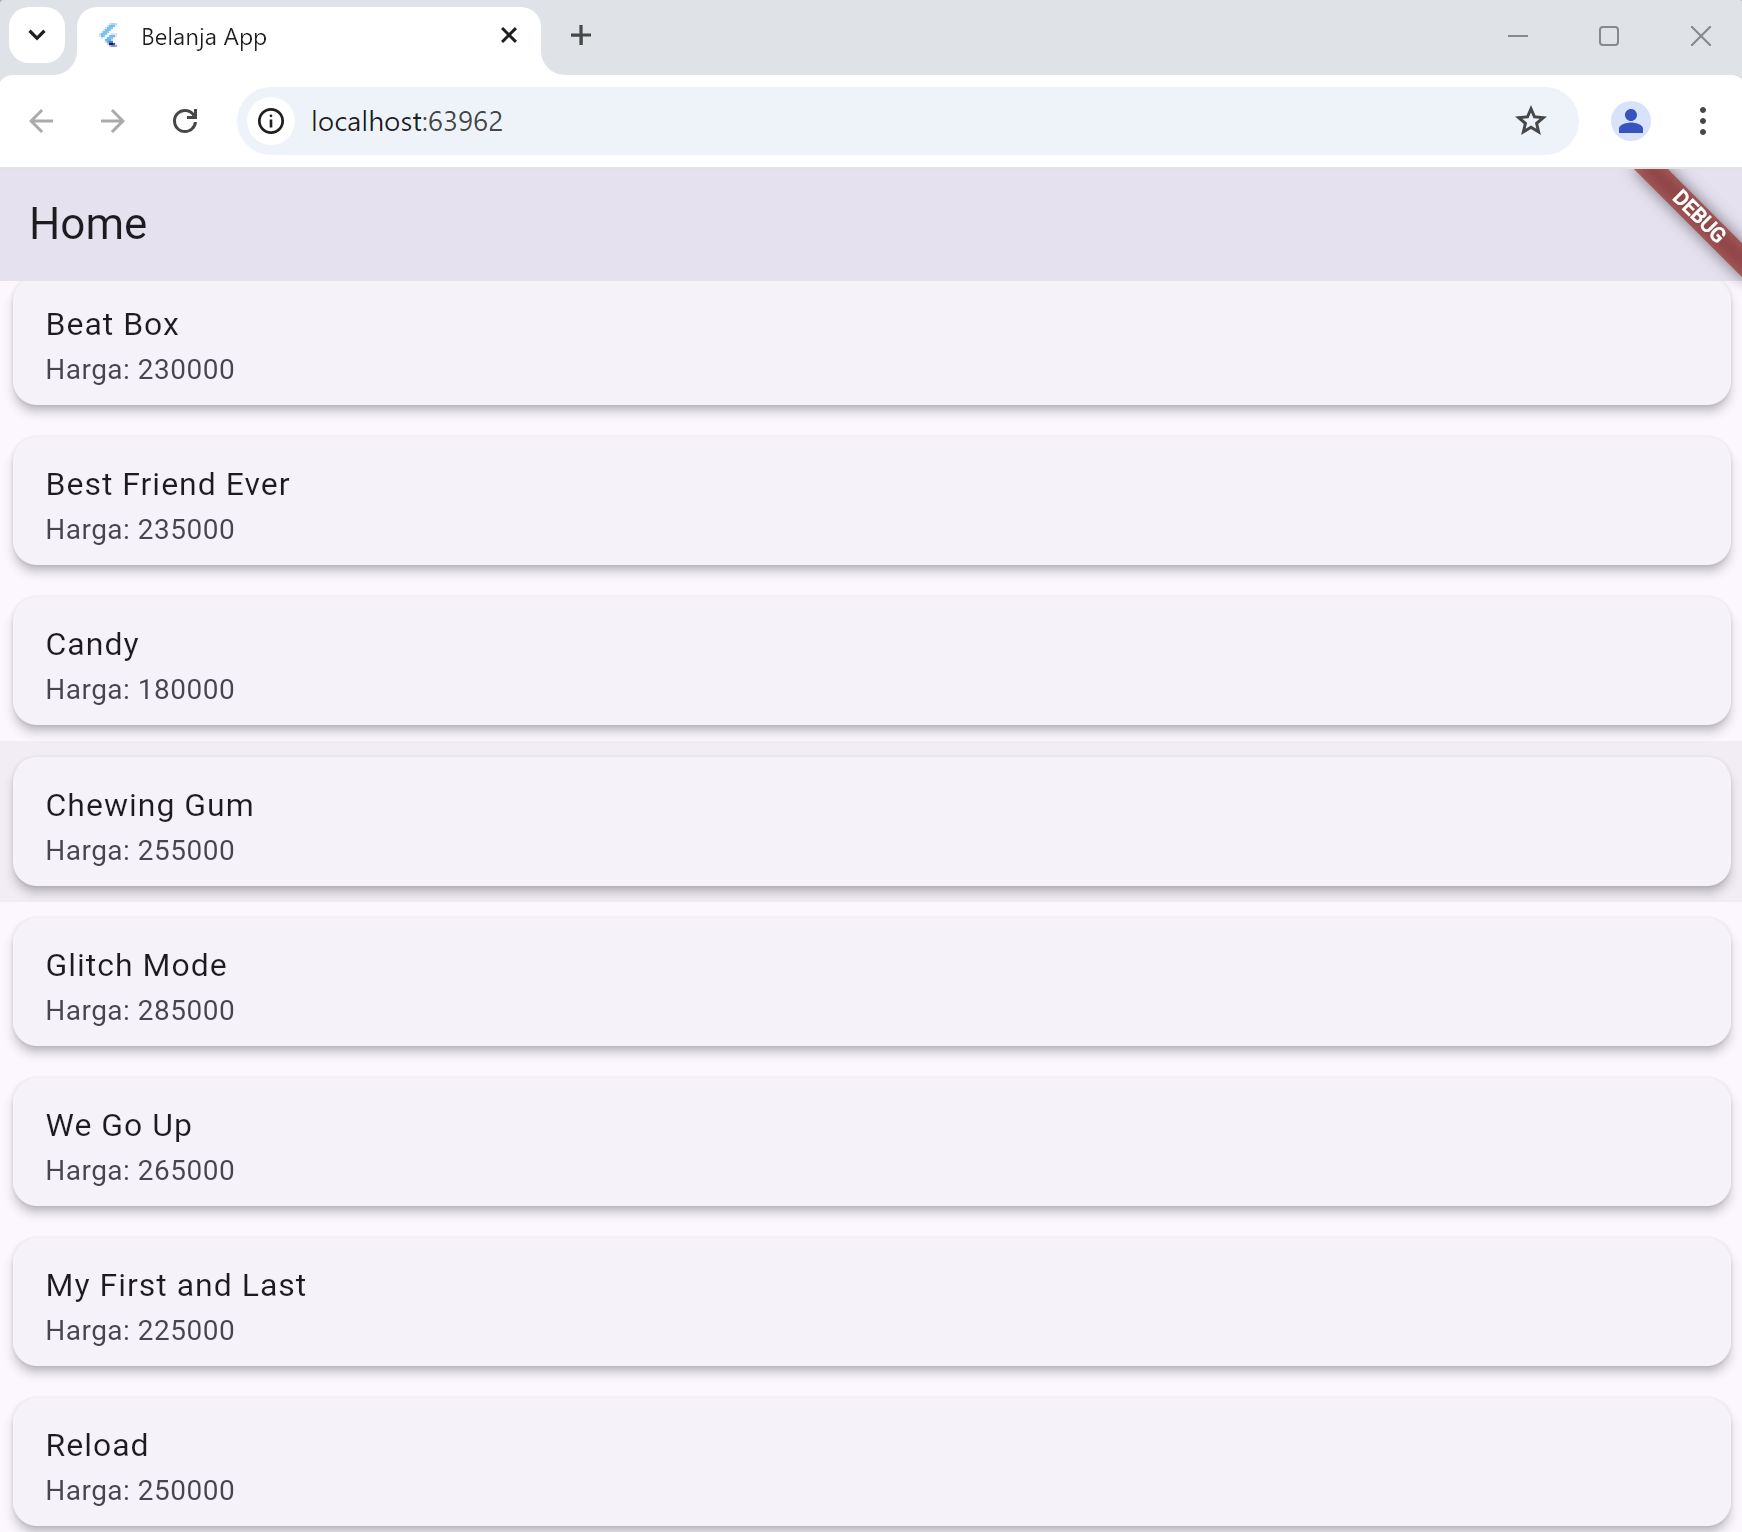 Belanja App
localhost:63962
Home
DEBUG
Beat Box
Harga: 230000
Best Friend Ever
Harga: 235000
Candy
Harga: 180000
Chewing Gum
Harga: 255000
Glitch Mode
Harga: 285000
We Go Up
Harga: 265000
My First and Last
Harga: 225000
Reload
Harga: 250000